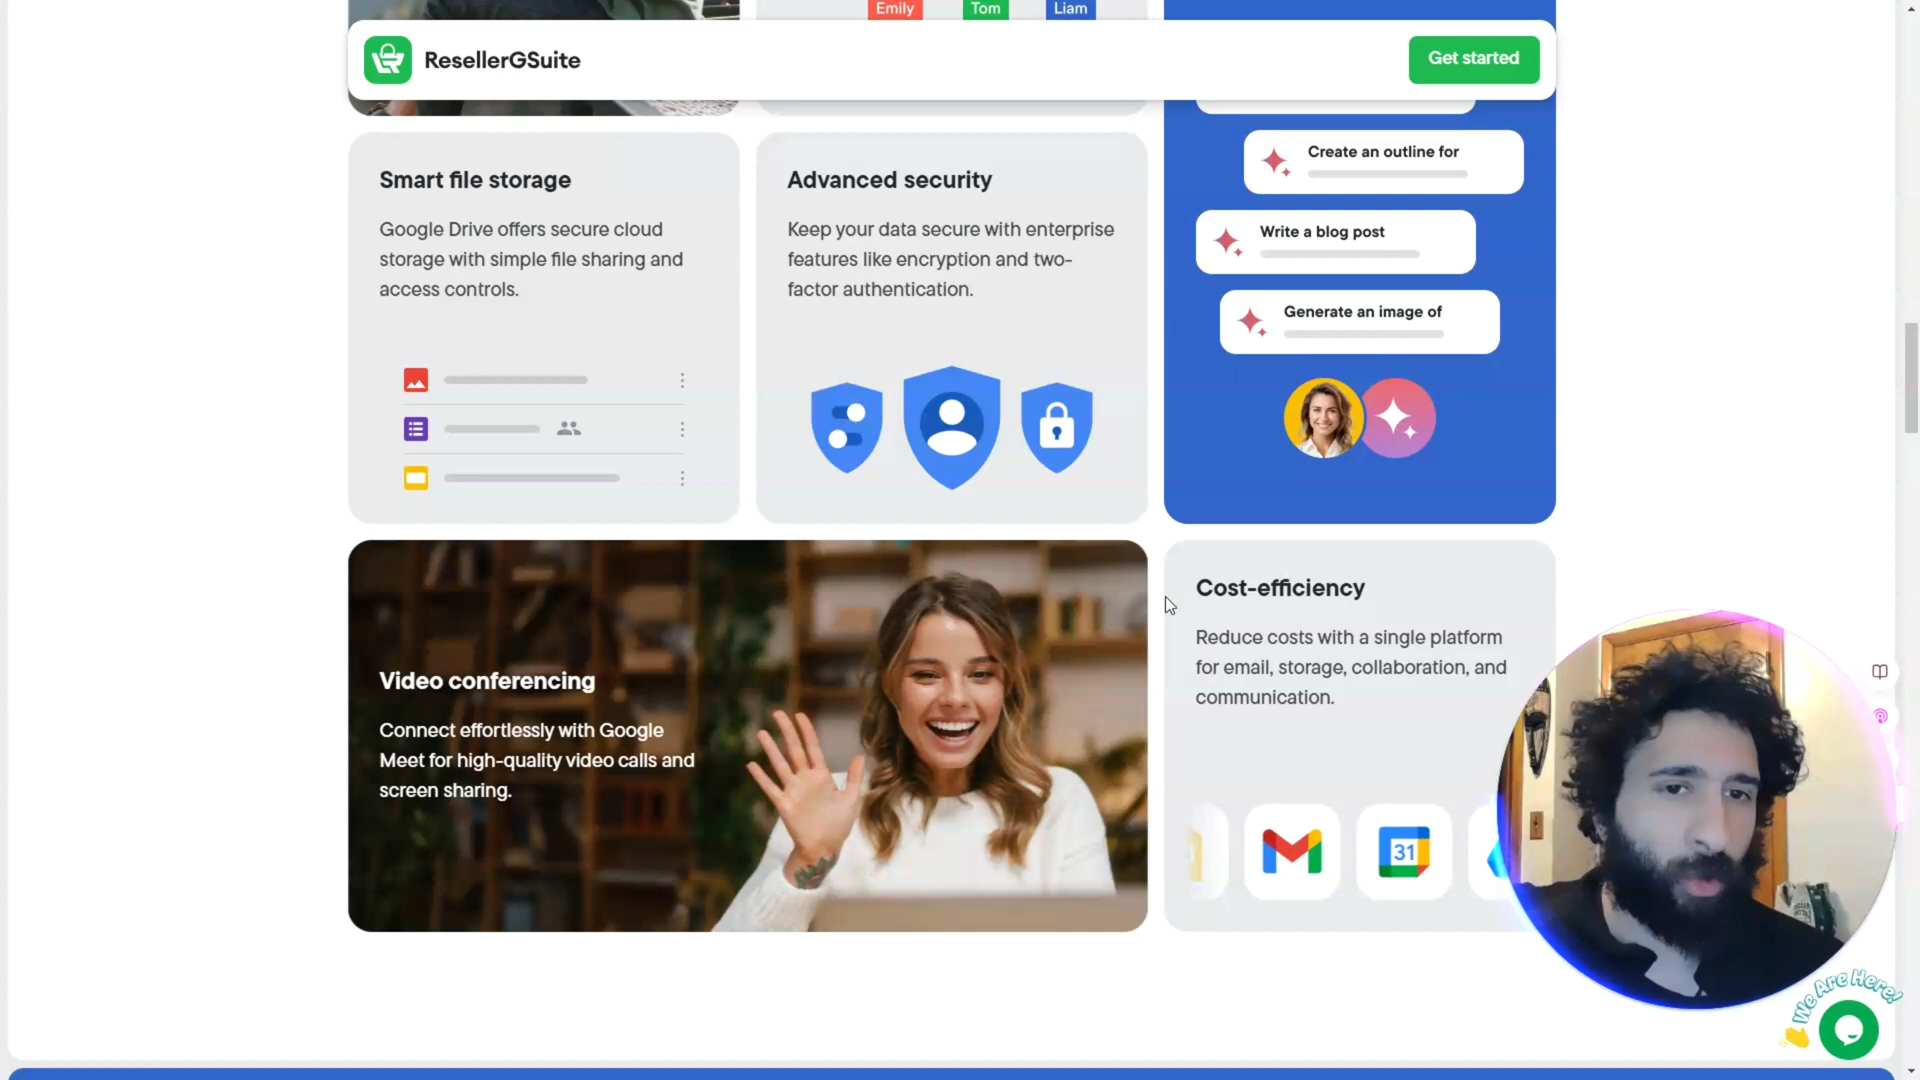 Emily Tom Liam
ResellerGSuite
Get started
Smart file storage
Google Drive offers secure cloud
storage with simple file sharing and
access controls.
Advanced security
Keep your data secure with enterprise
features like encryption and two-
factor authentication.
Create an outline for
Write a blog post
Generate an image of
Video conferencing
Connect effortlessly with Google
Meet for high-quality video calls and
screen sharing.
Cost-efficiency
Reduce costs with a single platform
for email, storage, collaboration, and
communication.
31
We Are Here!